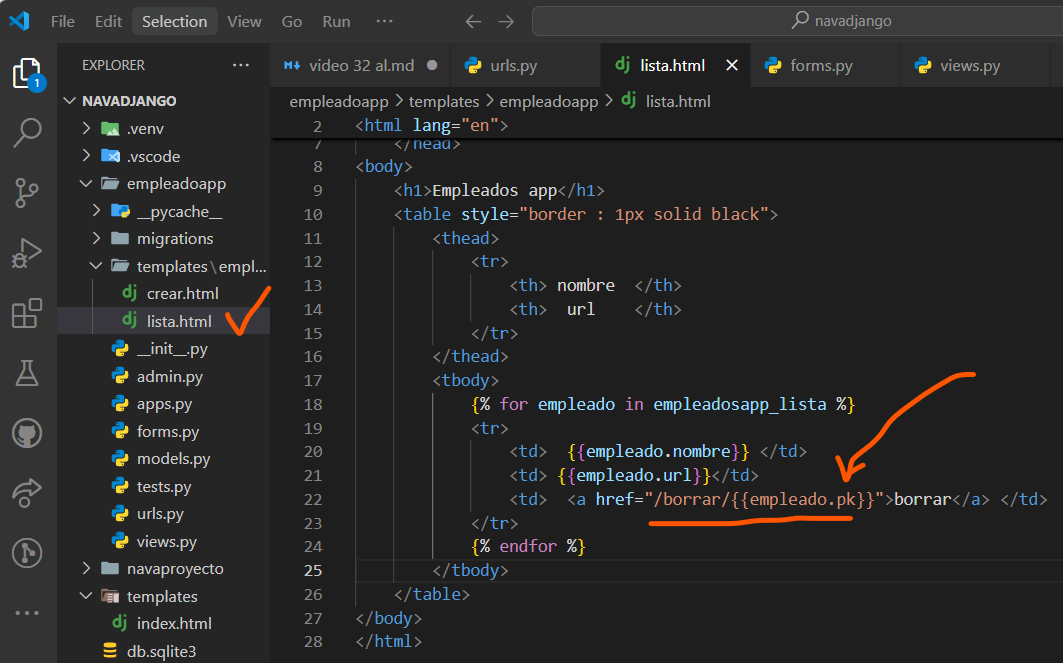 File Edit Selection View Go Run ··· navadjango
EXPLORER ···
1
NAVADJANGO
.venv
.vscode
empleadoapp
__pycache__
migrations
templates\empl...
crear.html
lista.html
__init__.py
admin.py
apps.py
forms.py
models.py
tests.py
urls.py
views.py
navaproyecto
templates
index.html
db.sqlite3
video 32 al.md urls.py lista.html forms.py views.py
empleadoapp > templates > empleadoapp > dj lista.html
2 <html lang="en">
7 </head>
8 <body>
9 <h1>Empleados app</h1>
10 <table style="border : 1px solid black">
11 <thead>
12 <tr>
13 <th> nombre </th>
14 <th> url </th>
15 </tr>
16 </thead>
17 <tbody>
18 {% for empleado in empleadosapp_lista %}
19 <tr>
20 <td> {{empleado.nombre}} </td>
21 <td> {{empleado.url}}</td>
22 <td> <a href="/borrar/{{empleado.pk}}">borrar</a> </td>
23 </tr>
24 {% endfor %}
25 </tbody>
26 </table>
27 </body>
28 </html>